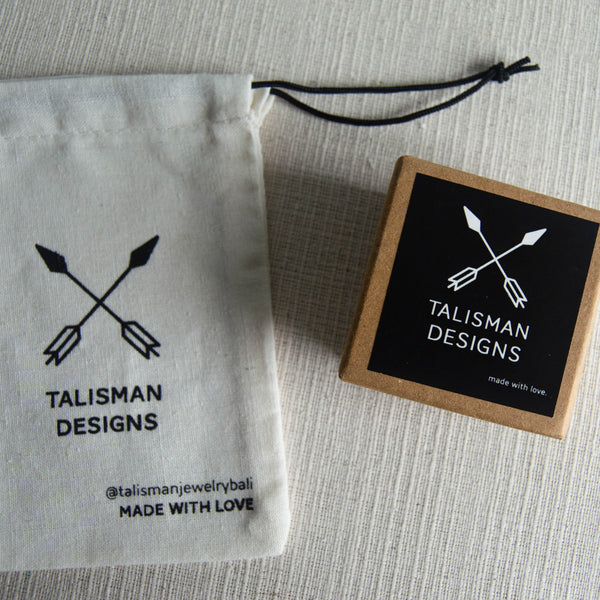 TALISMAN
DESIGNS
@talismanjewelrybali
MADE WITH LOVE
TALISMAN
DESIGNS
made with love.